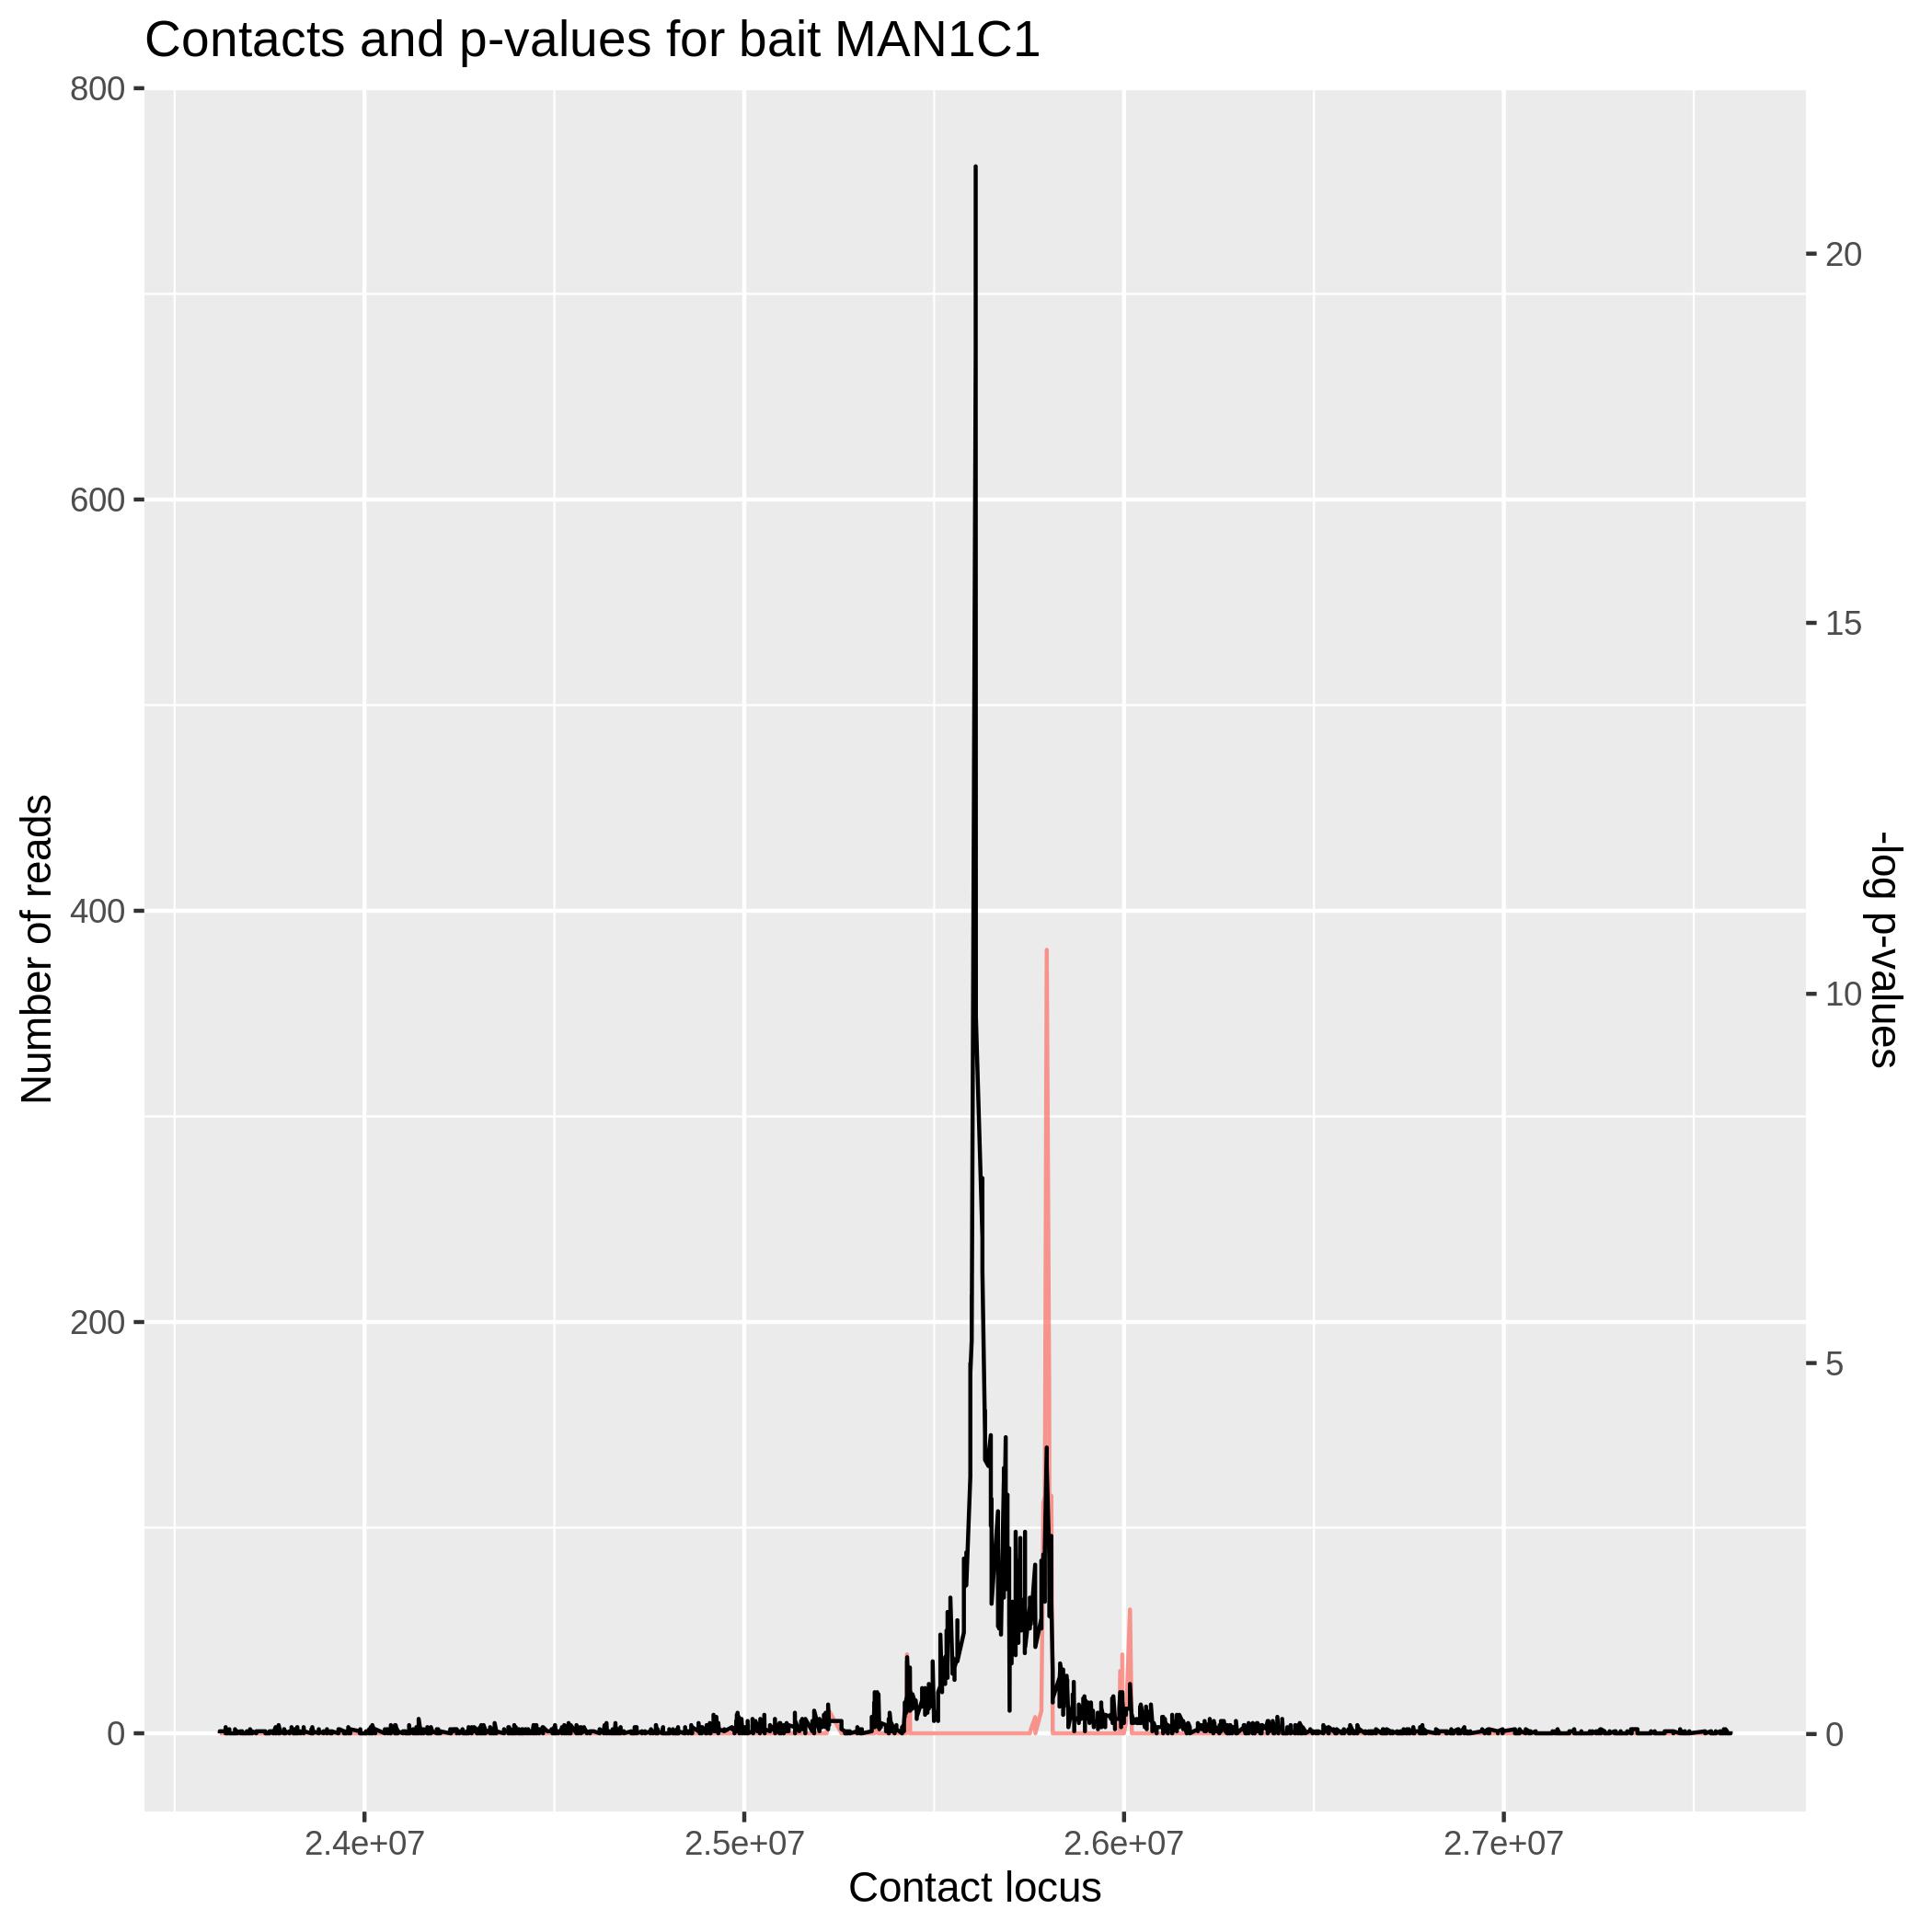 Contacts and p-values for bait MAN1C1
800
600
400
200
0
Number of reads
20
15
10
5
0
-log p-values
2.4e+07
2.5e+07
2.6e+07
2.7e+07
Contact locus